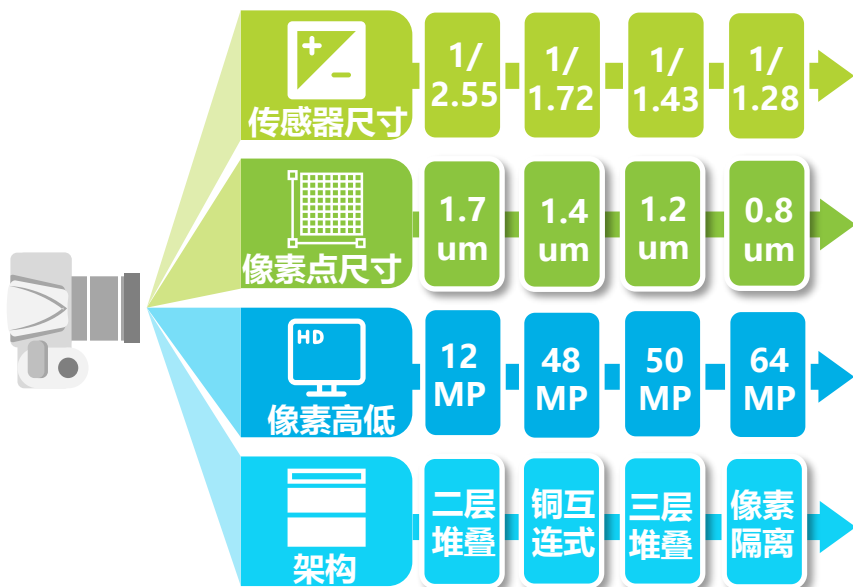 传感器尺寸
1/
2.55
1/
1.72
1/
1.43
1/
1.28
像素点尺寸
1.7
um
1.4
um
1.2
um
0.8
um
HD
像素高低
12
MP
48
MP
50
MP
64
MP
架构
二层
堆叠
铜互
连式
三层
堆叠
像素
隔离